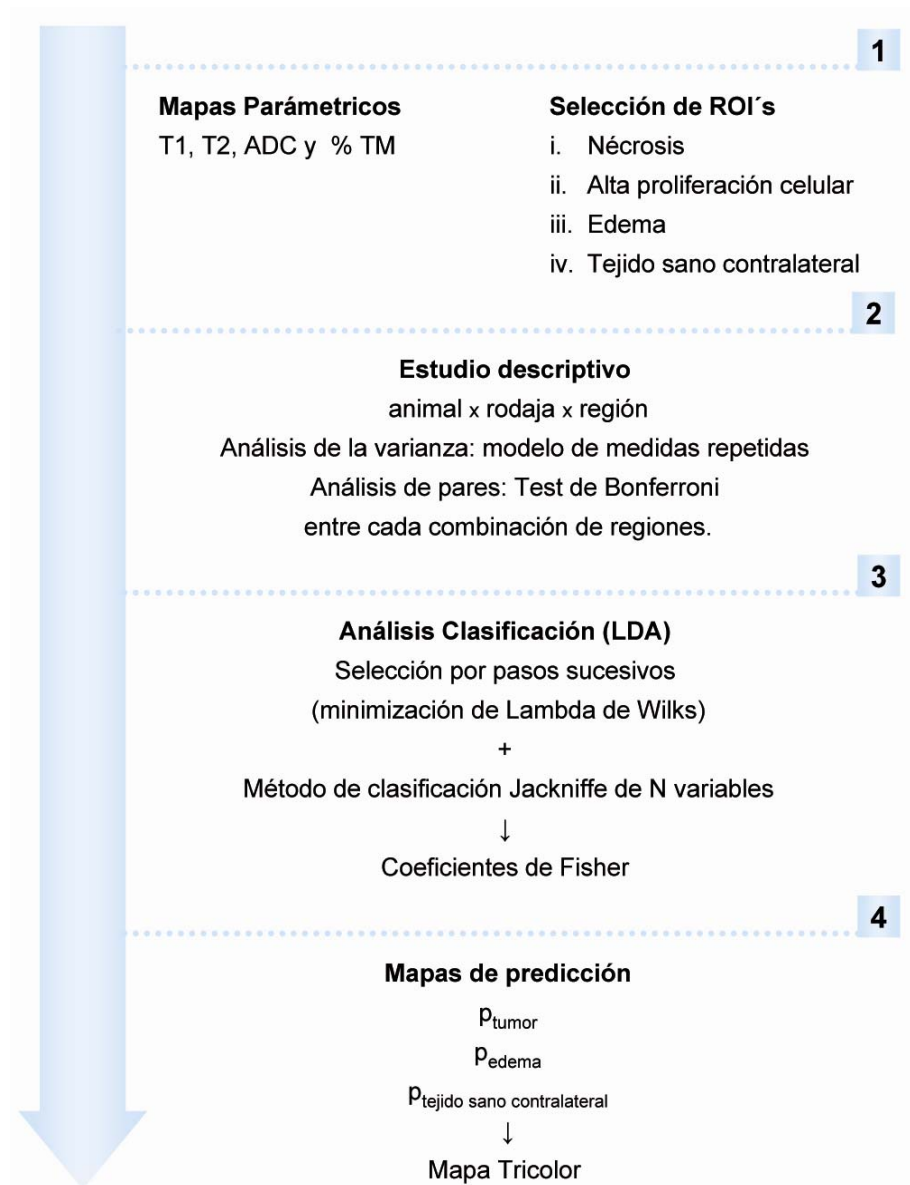 1
Mapas Parámetricos
T1, T2, ADC y % TM
Selección de ROI´s
i. Nécrosis
ii. Alta proliferación celular
iii. Edema
iv. Tejido sano contralateral
2
Estudio descriptivo
animal x rodaja x región
Análisis de la varianza: modelo de medidas repetidas
Análisis de pares: Test de Bonferroni
entre cada combinación de regiones.
3
Análisis Clasificación (LDA)
Selección por pasos sucesivos
(minimización de Lambda de Wilks)
+
Método de clasificación Jackniffe de N variables
↓
Coeficientes de Fisher
4
Mapas de predicción
p tumor
p edema
p tejido sano contralateral
↓
Mapa Tricolor